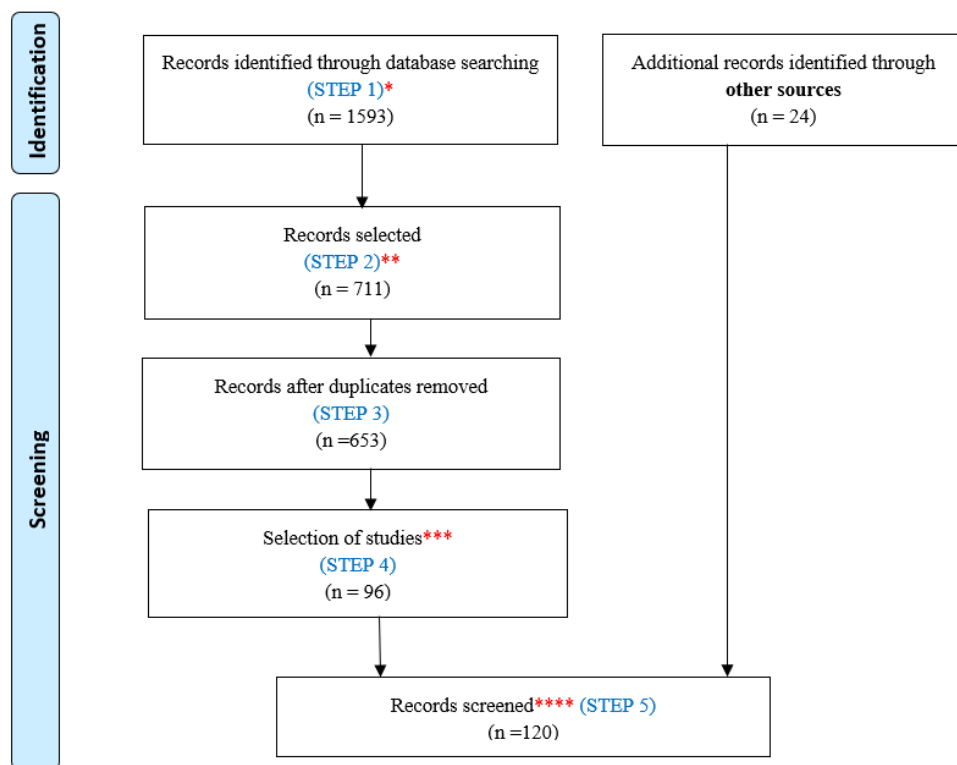 Identification
Records identified through database searching
(STEP 1)*
(n = 1593)
Additional records identified through
other sources
(n = 24)
Screening
Records selected
(STEP 2)**
(n = 711)
Records after duplicates removed
(STEP 3)
(n =653)
Selection of studies***
(STEP 4)
(n = 96)
Records screened**** (STEP 5)
(n =120)